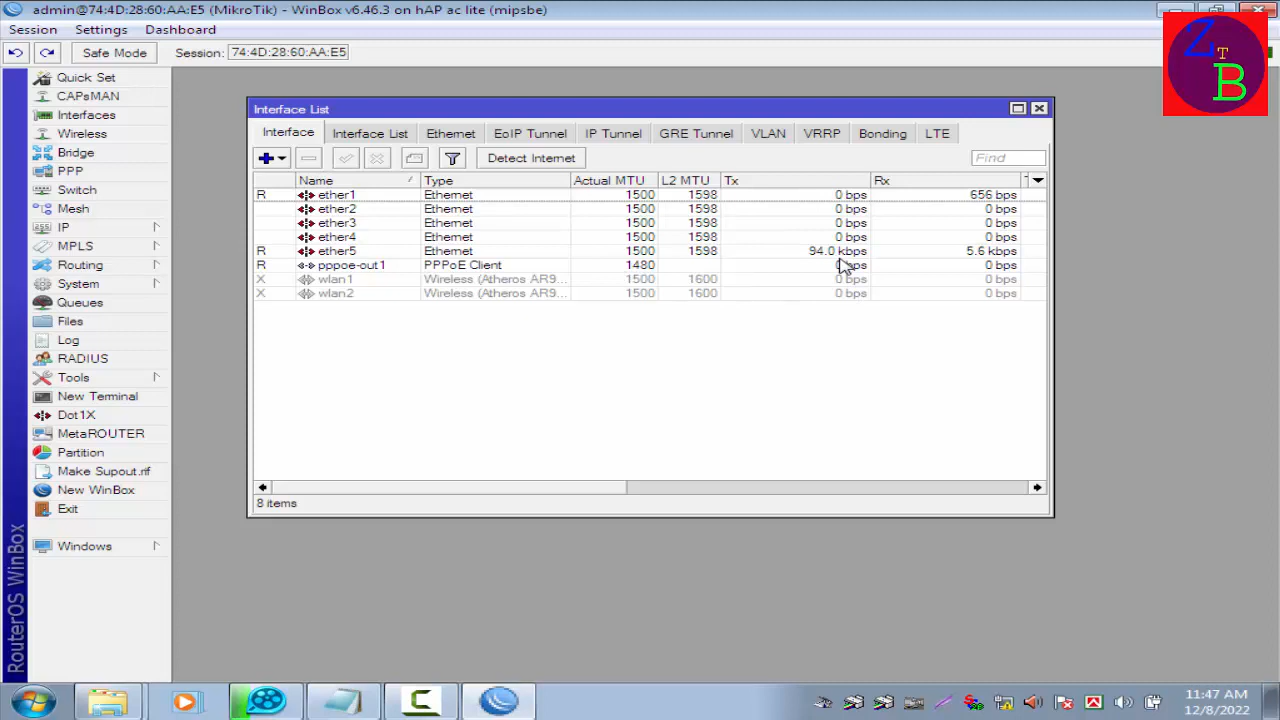 admin@74:4D:28:60:AA:E5 (MikroTik) - WinBox v6.46.3 on hAP ac lite (mipsbe)
Session Settings Dashboard
Safe Mode Session: 74:4D:28:60:AA:E5
Z T B
Quick Set
CAPsMAN
Interfaces
Wireless
Bridge
PPP
Switch
Mesh
IP
MPLS
Routing
System
Queues
Files
Log
RADIUS
Tools
New Terminal
Dot1X
MetaROUTER
Partition
Make Supout.rif
New WinBox
Exit
Windows
RouterOS WinBox
Interface List
Interface Interface List Ethernet EoIP Tunnel IP Tunnel GRE Tunnel VLAN VRRP Bonding LTE
Detect Internet Find
Name Type Actual MTU L2 MTU Tx Rx
R ether1 Ethernet 1500 1598 0 bps 656 bps
ether2 Ethernet 1500 1598 0 bps 0 bps
ether3 Ethernet 1500 1598 0 bps 0 bps
ether4 Ethernet 1500 1598 0 bps 0 bps
R ether5 Ethernet 1500 1598 94.0 kbps 5.6 kbps
R pppoe-out1 PPPoE Client 1480 0 bps 0 bps
X wlan1 Wireless (Atheros AR9... 1500 1600 0 bps 0 bps
X wlan2 Wireless (Atheros AR9... 1500 1600 0 bps 0 bps
8 items
11:47 AM
12/8/2022